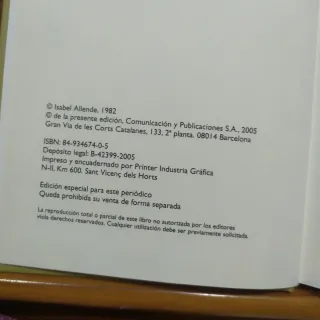 © Isabel Allende, 1982
© de la presente edición, Comunicación y Publicaciones S.A., 2005
Gran Vía de les Corts Catalanes, 133, 2ª planta. 08014 Barcelona
ISBN: 84-934674-0-5
Depósito legal: B-42399-2005
Impreso y encuadernado por Printer Industria Gráfica
N-II, Km 600. Sant Vicenç dels Horts
Edición especial para este periódico
Queda prohibida su venta de forma separada
La reproducción total o parcial de este libro no autorizada por los editores
viola derechos reservados. Cualquier utilización debe ser previamente solicitada.